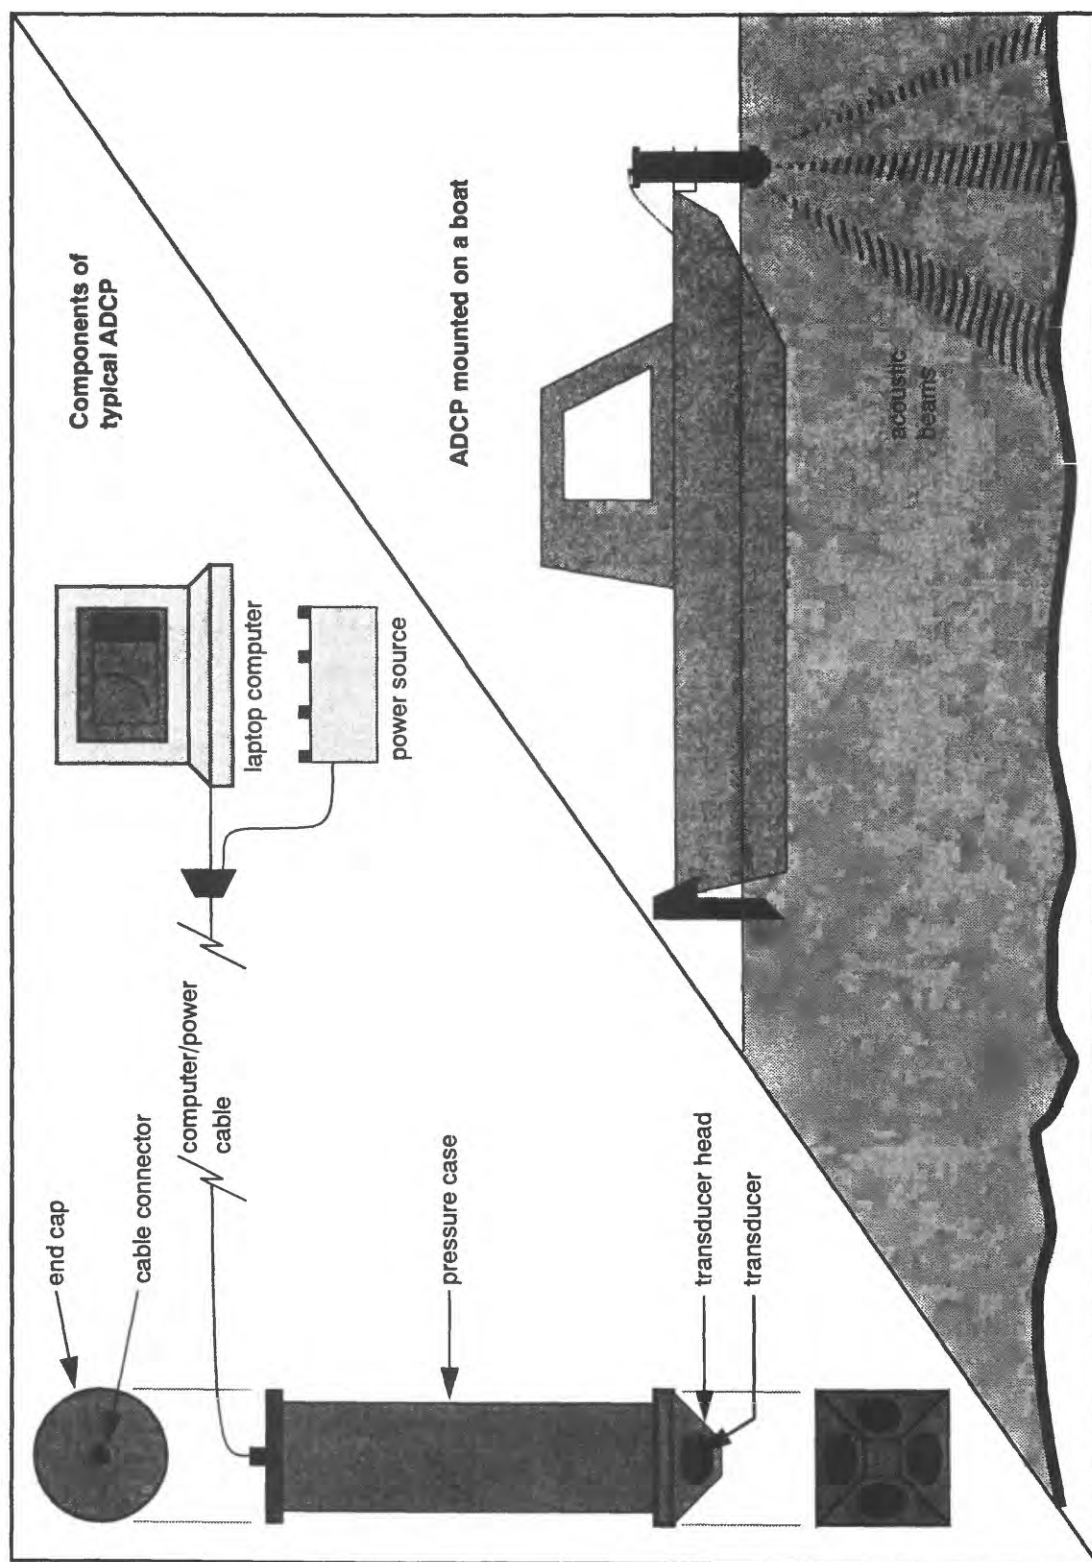 Components of
typical ADCP
end cap
cable connector
computer/power
cable
laptop computer
power source
pressure case
transducer head
transducer
ADCP mounted on a boat
acoustic
beams